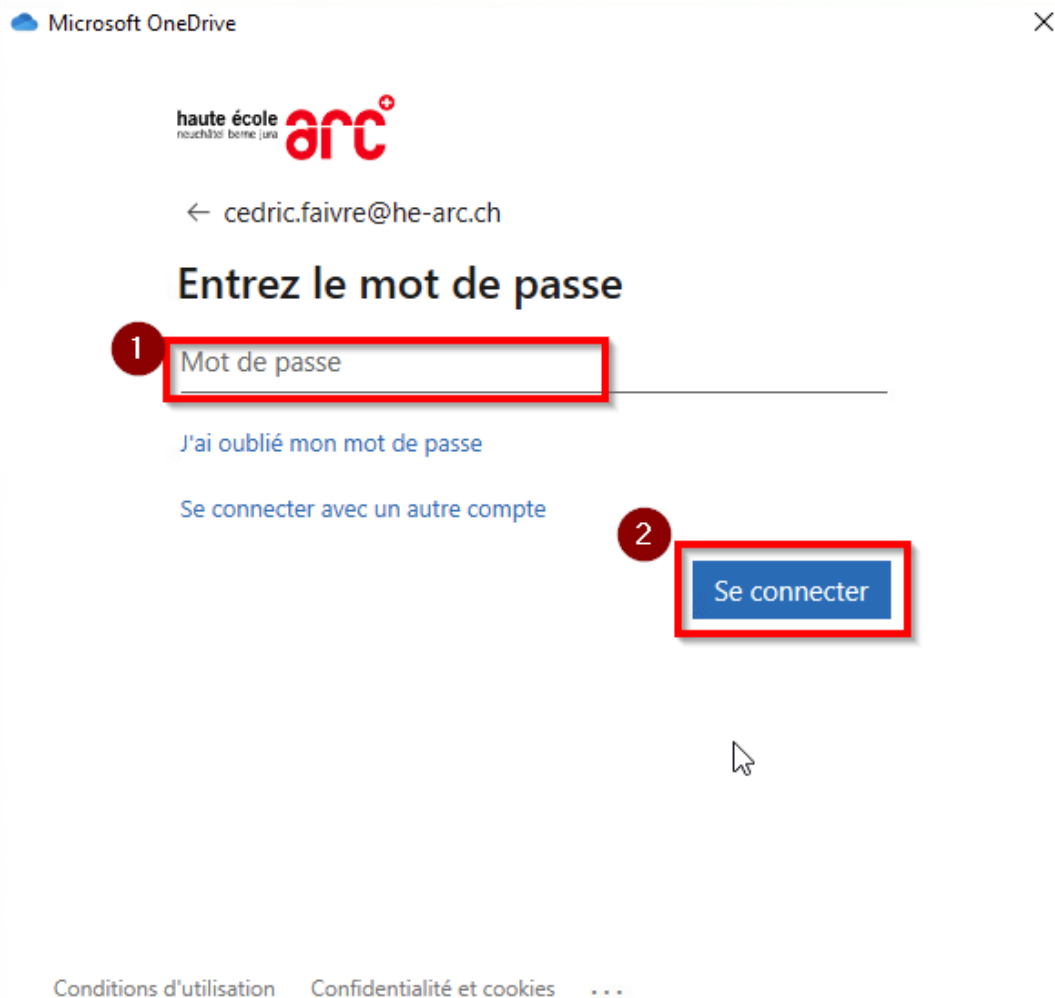 Microsoft OneDrive
haute école arc
neuchâtel berne jura
← cedric.faivre@he-arc.ch
Entrez le mot de passe
1
Mot de passe
J'ai oublié mon mot de passe
Se connecter avec un autre compte
2
Se connecter
Conditions d'utilisation Confidentialité et cookies ...